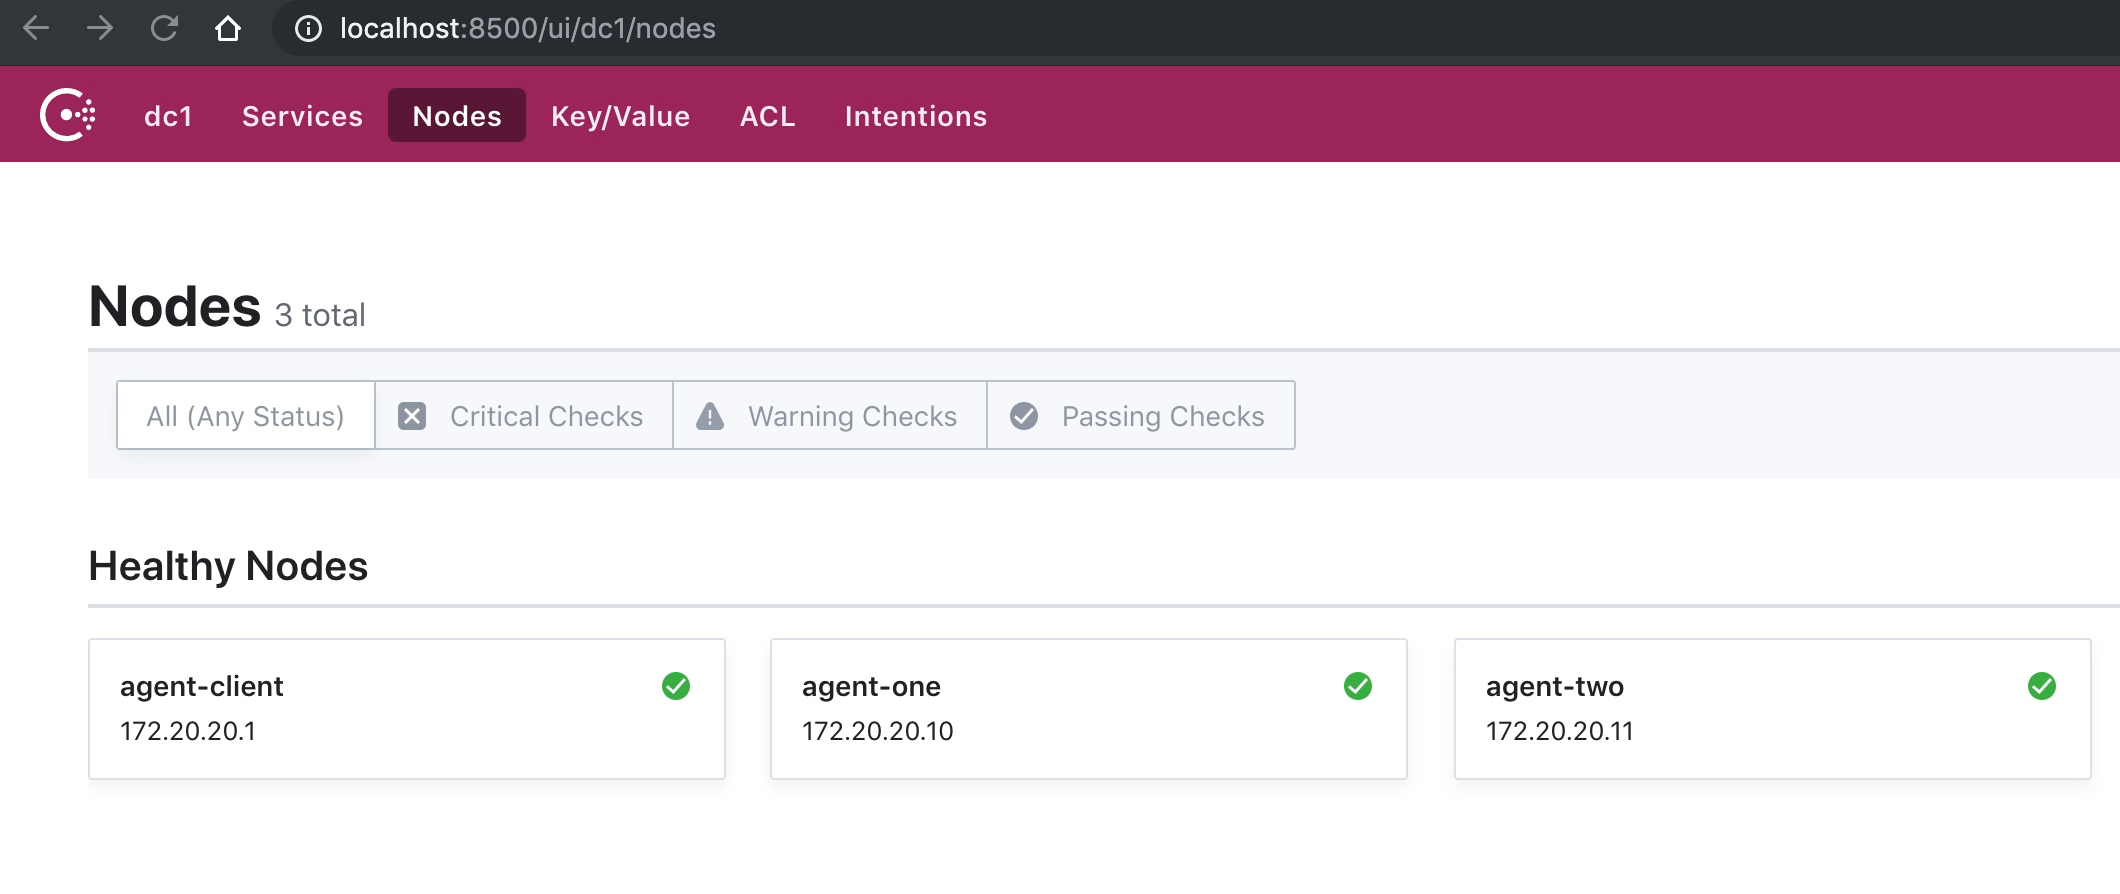 localhost:8500/ui/dc1/nodes
dc1 Services Nodes Key/Value ACL Intentions
Nodes 3 total
All (Any Status) Critical Checks Warning Checks Passing Checks
Healthy Nodes
agent-client
172.20.20.1
agent-one
172.20.20.10
agent-two
172.20.20.11